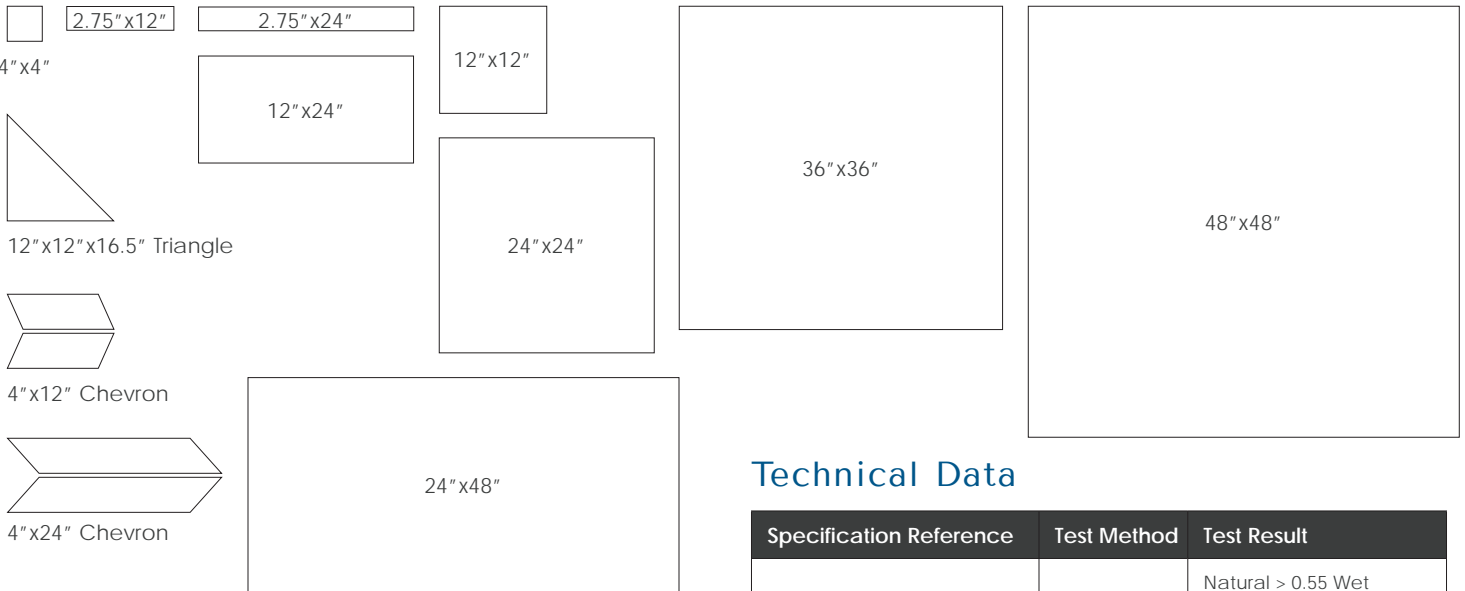 2.75"x12"
2.75"x24"
4"x4"
12"x12"
12"x24"
36"x36"
48"x48"
12"x12"x16.5" Triangle
24"x24"
4"x12" Chevron
24"x48"
4"x24" Chevron
Technical Data
Specification Reference Test Method Test Result
Natural > 0.55 Wet